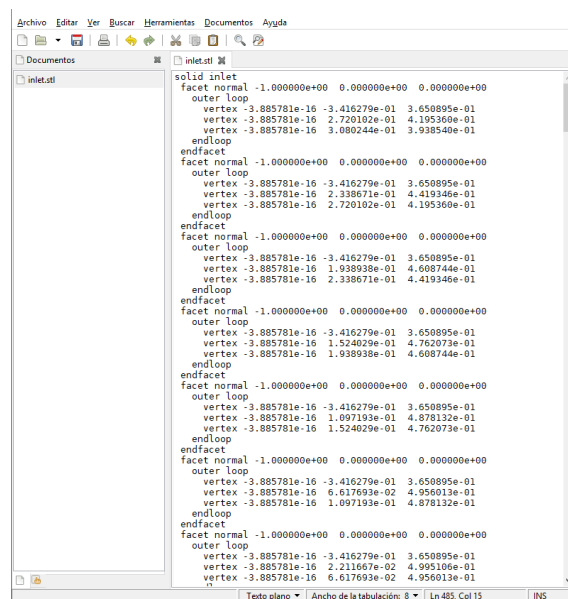 Archivo Editar Ver Buscar Herramientas Documentos Ayuda
Documentos
inlet.stl
inlet.stl
solid inlet
facet normal -1.000000e+00 0.000000e+00 0.000000e+00
outer loop
vertex -3.885781e-16 -3.416279e-01 3.650895e-01
vertex -3.885781e-16 2.720102e-01 4.195360e-01
vertex -3.885781e-16 3.080244e-01 3.938540e-01
endloop
endfacet
facet normal -1.000000e+00 0.000000e+00 0.000000e+00
outer loop
vertex -3.885781e-16 -3.416279e-01 3.650895e-01
vertex -3.885781e-16 2.338671e-01 4.419346e-01
vertex -3.885781e-16 2.720102e-01 4.195360e-01
endloop
endfacet
facet normal -1.000000e+00 0.000000e+00 0.000000e+00
outer loop
vertex -3.885781e-16 -3.416279e-01 3.650895e-01
vertex -3.885781e-16 1.938938e-01 4.608744e-01
vertex -3.885781e-16 2.338671e-01 4.419346e-01
endloop
endfacet
facet normal -1.000000e+00 0.000000e+00 0.000000e+00
outer loop
vertex -3.885781e-16 -3.416279e-01 3.650895e-01
vertex -3.885781e-16 1.524029e-01 4.762073e-01
vertex -3.885781e-16 1.938938e-01 4.608744e-01
endloop
endfacet
facet normal -1.000000e+00 0.000000e+00 0.000000e+00
outer loop
vertex -3.885781e-16 -3.416279e-01 3.650895e-01
vertex -3.885781e-16 1.097193e-01 4.878132e-01
vertex -3.885781e-16 1.524029e-01 4.762073e-01
endloop
endfacet
facet normal -1.000000e+00 0.000000e+00 0.000000e+00
outer loop
vertex -3.885781e-16 -3.416279e-01 3.650895e-01
vertex -3.885781e-16 6.617693e-02 4.956013e-01
vertex -3.885781e-16 1.097193e-01 4.878132e-01
endloop
endfacet
facet normal -1.000000e+00 0.000000e+00 0.000000e+00
outer loop
vertex -3.885781e-16 -3.416279e-01 3.650895e-01
vertex -3.885781e-16 2.211667e-02 4.995106e-01
vertex -3.885781e-16 6.617693e-02 4.956013e-01
Texto plano Ancho de la tabulación: 8 Ln 485, Col 15 INS